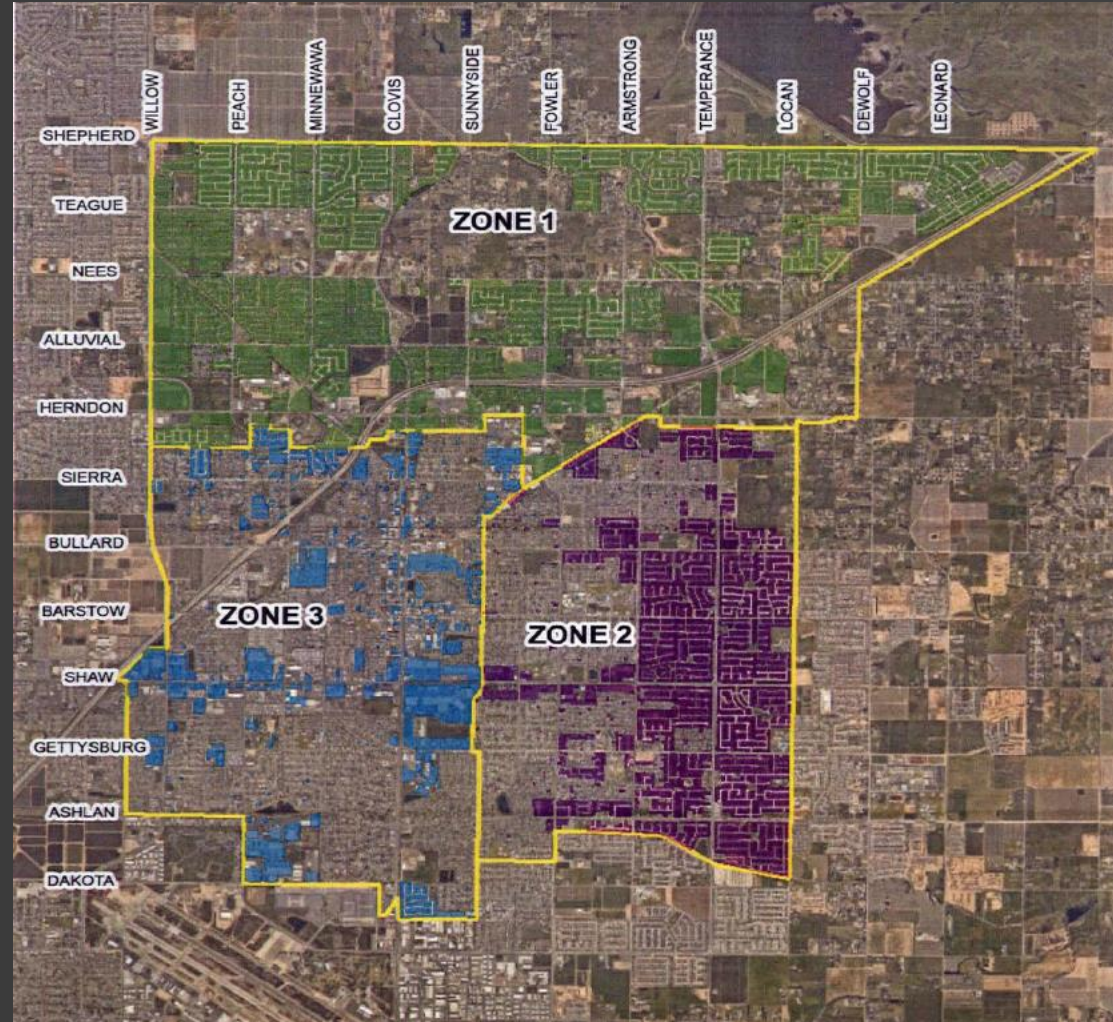 WILLOW
PEACH
MINNEWAWA
CLOVIS
SUNNYSIDE
FOWLER
ARMSTRONG
TEMPERANCE
LOCAN
DEWOLF
LEONARD
SHEPHERD
TEAGUE
NEES
ALLUVIAL
HERNDON
SIERRA
BULLARD
BARSTOW
SHAW
GETTYSBURG
ASHLAN
DAKOTA
ZONE 1
ZONE 3
ZONE 2